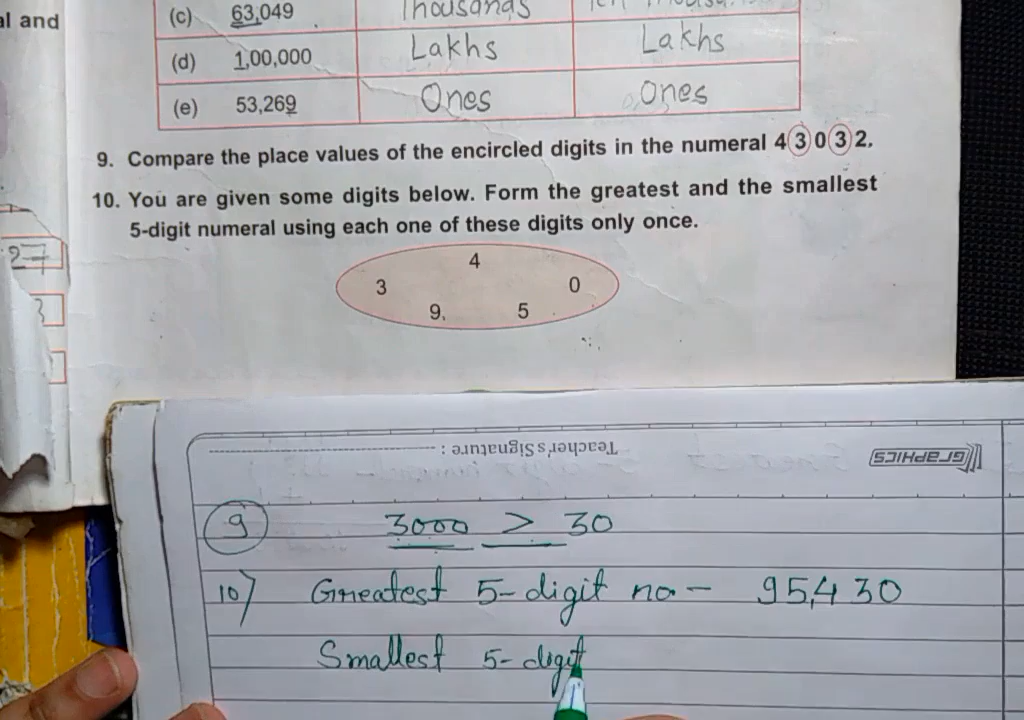 al and
(c) 63,049 Thousands
(d) 1,00,000 Lakhs Lakhs
(e) 53,269 Ones Ones
9. Compare the place values of the encircled digits in the numeral 43032.
10. You are given some digits below. Form the greatest and the smallest
5-digit numeral using each one of these digits only once.
4
3 0
9. 5
27
3
Teacher's Signature :
GRAPHICS
9 3000 > 30
10) Greatest 5-digit no - 95,430
Smallest 5-digit